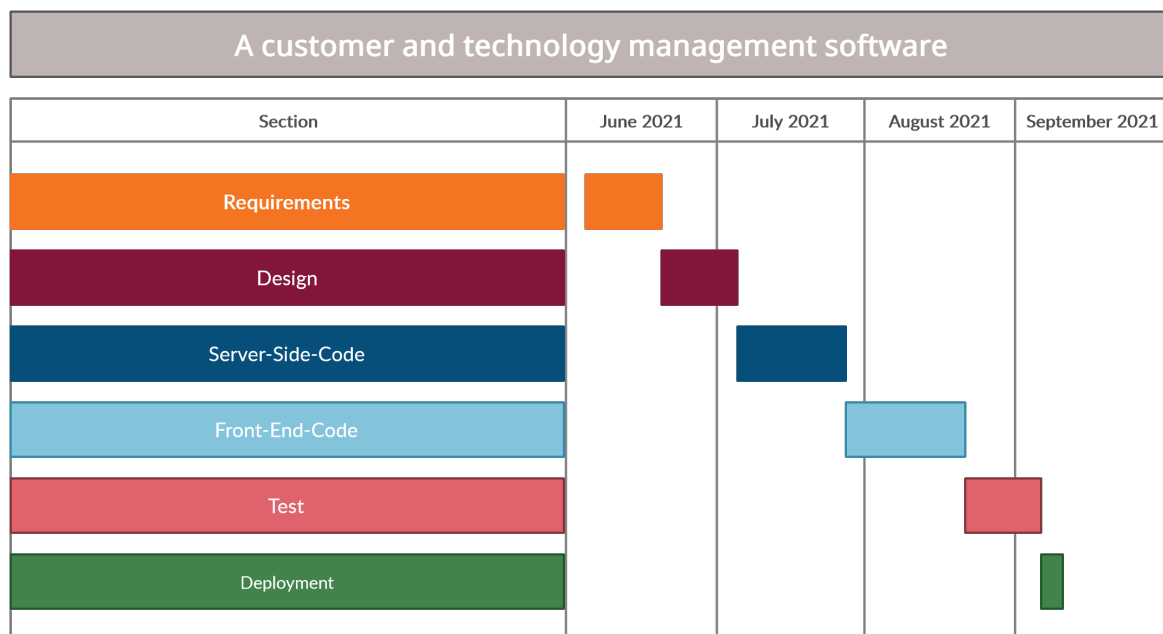 A customer and technology management software
Section June 2021 July 2021 August 2021 September 2021
Requirements
Design
Server-Side-Code
Front-End-Code
Test
Deployment